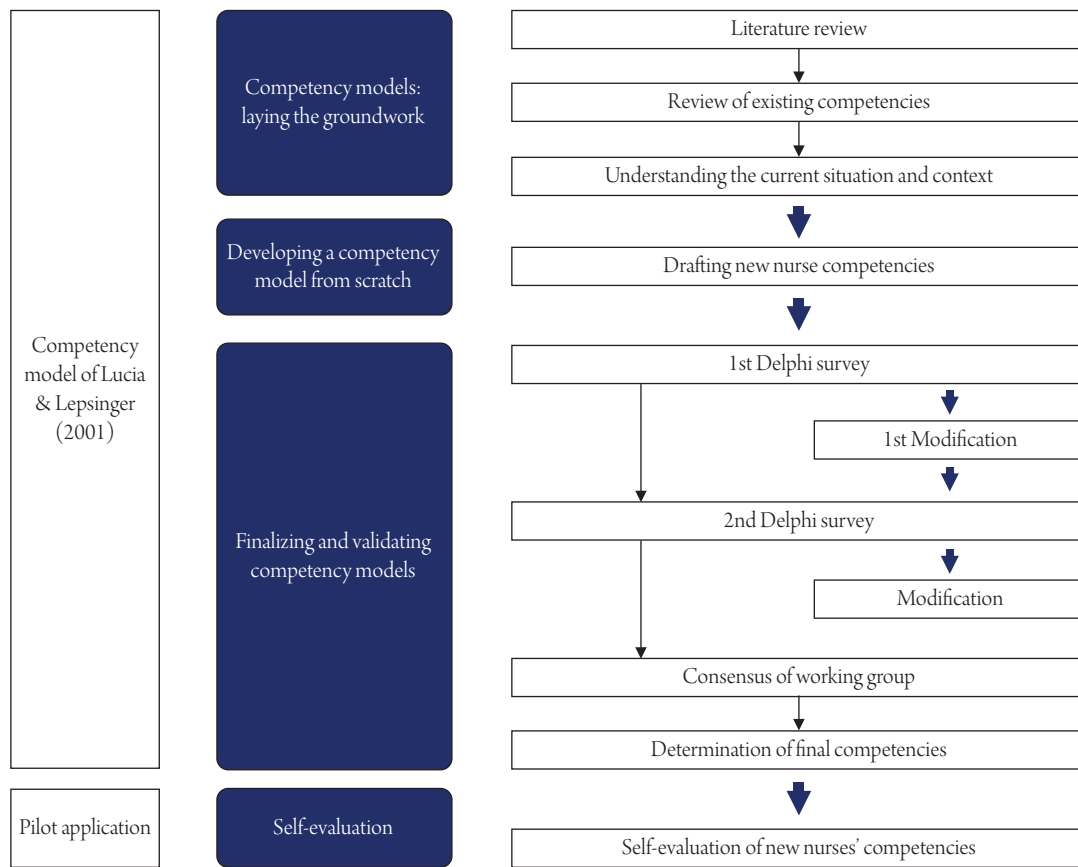 Competency
model of Lucia
& Lepsinger
(2001)
Pilot application
Competency models:
laying the groundwork
Developing a competency
model from scratch
Finalizing and validating
competency models
Self-evaluation
Literature review
Review of existing competencies
Understanding the current situation and context
Drafting new nurse competencies
1st Delphi survey
1st Modification
2nd Delphi survey
Modification
Consensus of working group
Determination of final competencies
Self-evaluation of new nurses’ competencies